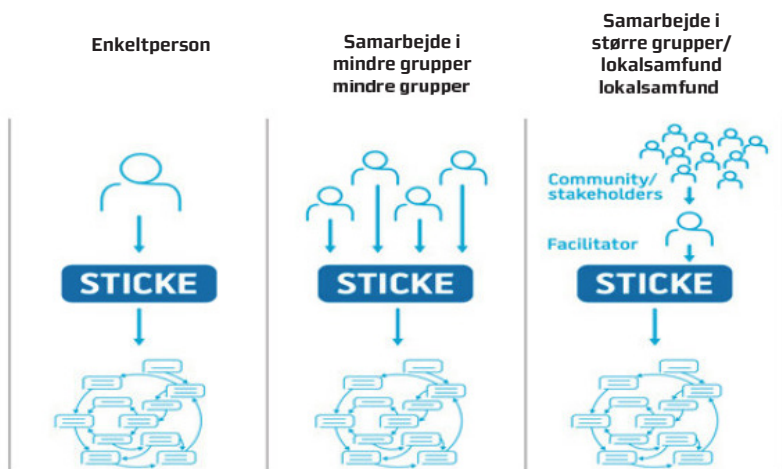 Enkeltperson
Samarbejde i
mindre grupper
mindre grupper
Samarbejde i
større grupper/
lokalsamfund
lokalsamfund
Community/
stakeholders
Facilitator
STICKE
STICKE
STICKE